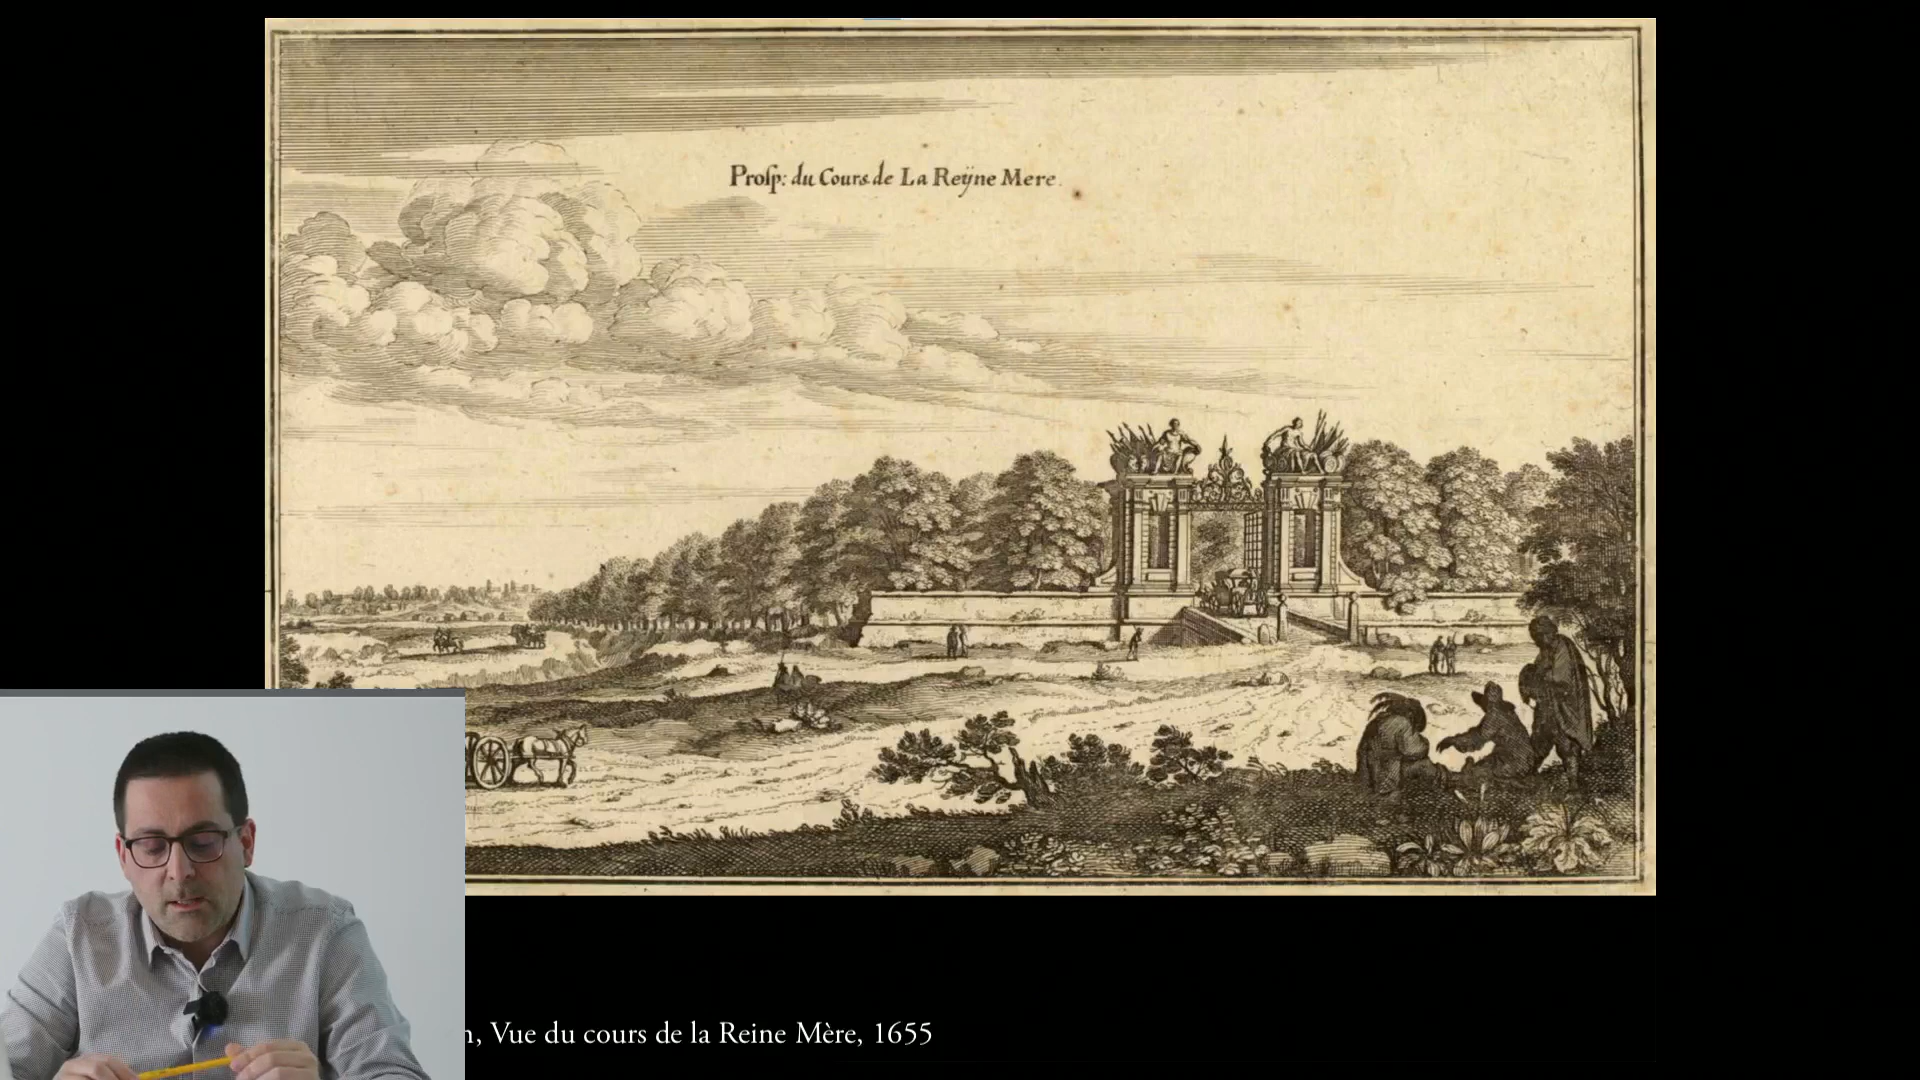 Proſp: du Cours de La Reÿne Mere.
n, Vue du cours de la Reine Mère, 1655